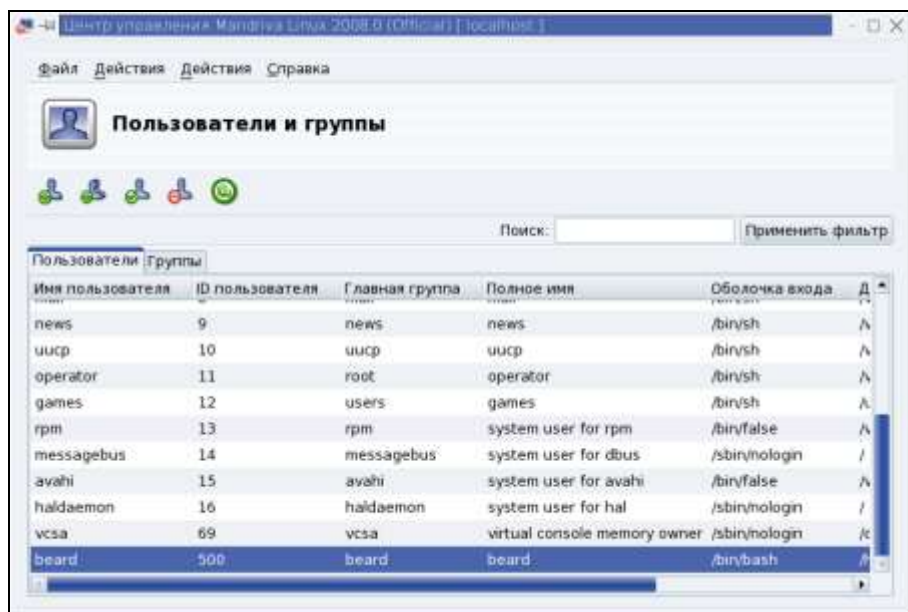 Центр управления Mandriva Linux 2008.0 (Official) [ localhost ]
Файл Действия Действия Справка
Пользователи и группы
Поиск: Применить фильтр
Пользователи Группы
Имя пользователя ID пользователя Главная группа Полное имя Оболочка входа Д
news 9 news news /bin/sh
uucp 10 uucp uucp /bin/sh
operator 11 root operator /bin/sh
games 12 users games /bin/sh
rpm 13 rpm system user for rpm /bin/false
messagebus 14 messagebus system user for dbus /sbin/nologin /
avahi 15 avahi system user for avahi /bin/false
haldaemon 16 haldaemon system user for hal /sbin/nologin /
vcsa 69 vcsa virtual console memory owner /sbin/nologin
beard 500 beard beard /bin/bash